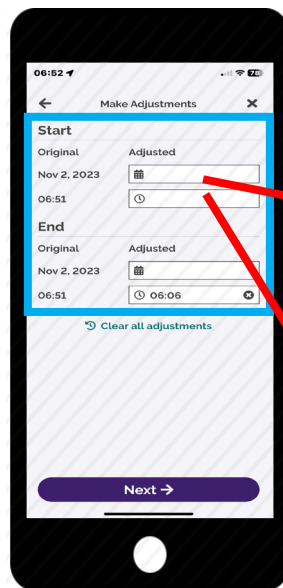 06:52
78
Make Adjustments
Start
Original Adjusted
Nov 2, 2023
06:51
End
Original Adjusted
Nov 2, 2023
06:51 06:06
Clear all adjustments
Next